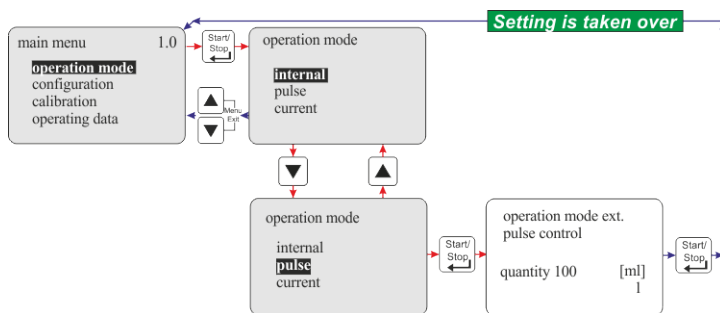 Setting is taken over
main menu 1.0
operation mode
configuration
calibration
operating data
Start/
Stop
operation mode
internal
pulse
current
Menu
Exit
operation mode
internal
pulse
current
Start/
Stop
operation mode ext.
pulse control
quantity 100 [ml]
1
Start/
Stop